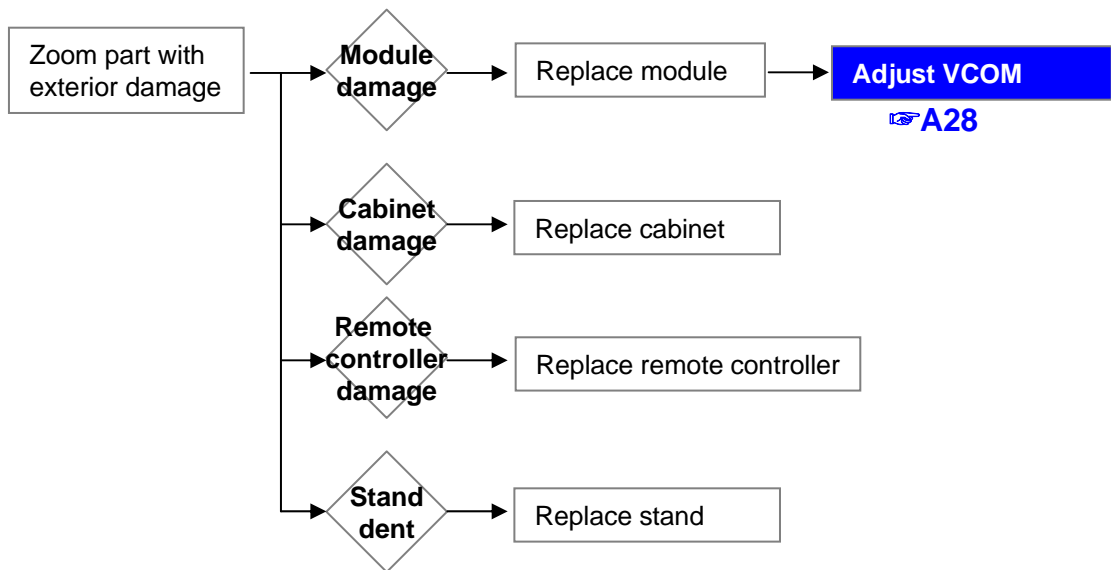 Zoom part with
exterior damage
Module
damage
Replace module
Adjust VCOM
☞A28
Cabinet
damage
Replace cabinet
Remote
controller
damage
Replace remote controller
Stand
dent
Replace stand